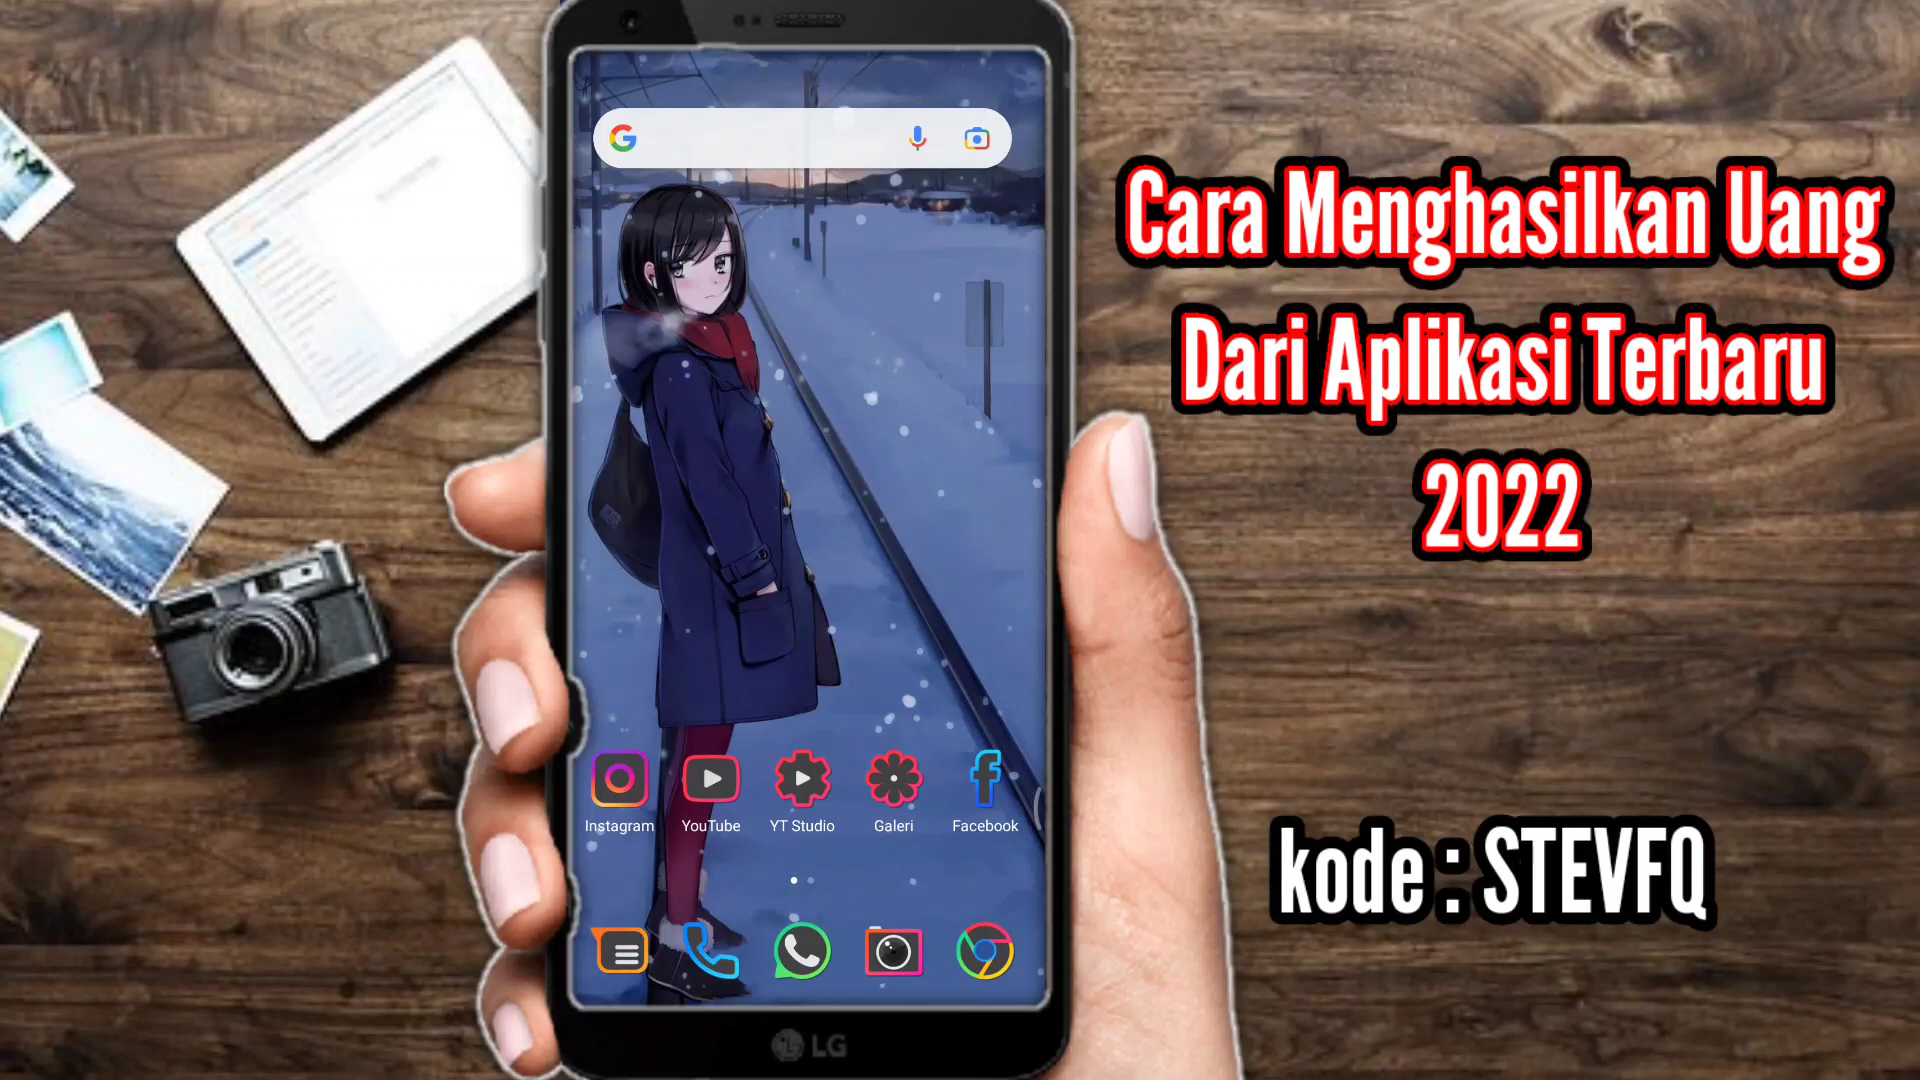 Cara Menghasilkan Uang
Dari Aplikasi Terbaru
2022
Instagram
YouTube
YT Studio
Galeri
Facebook
kode : STEVFQ
LG